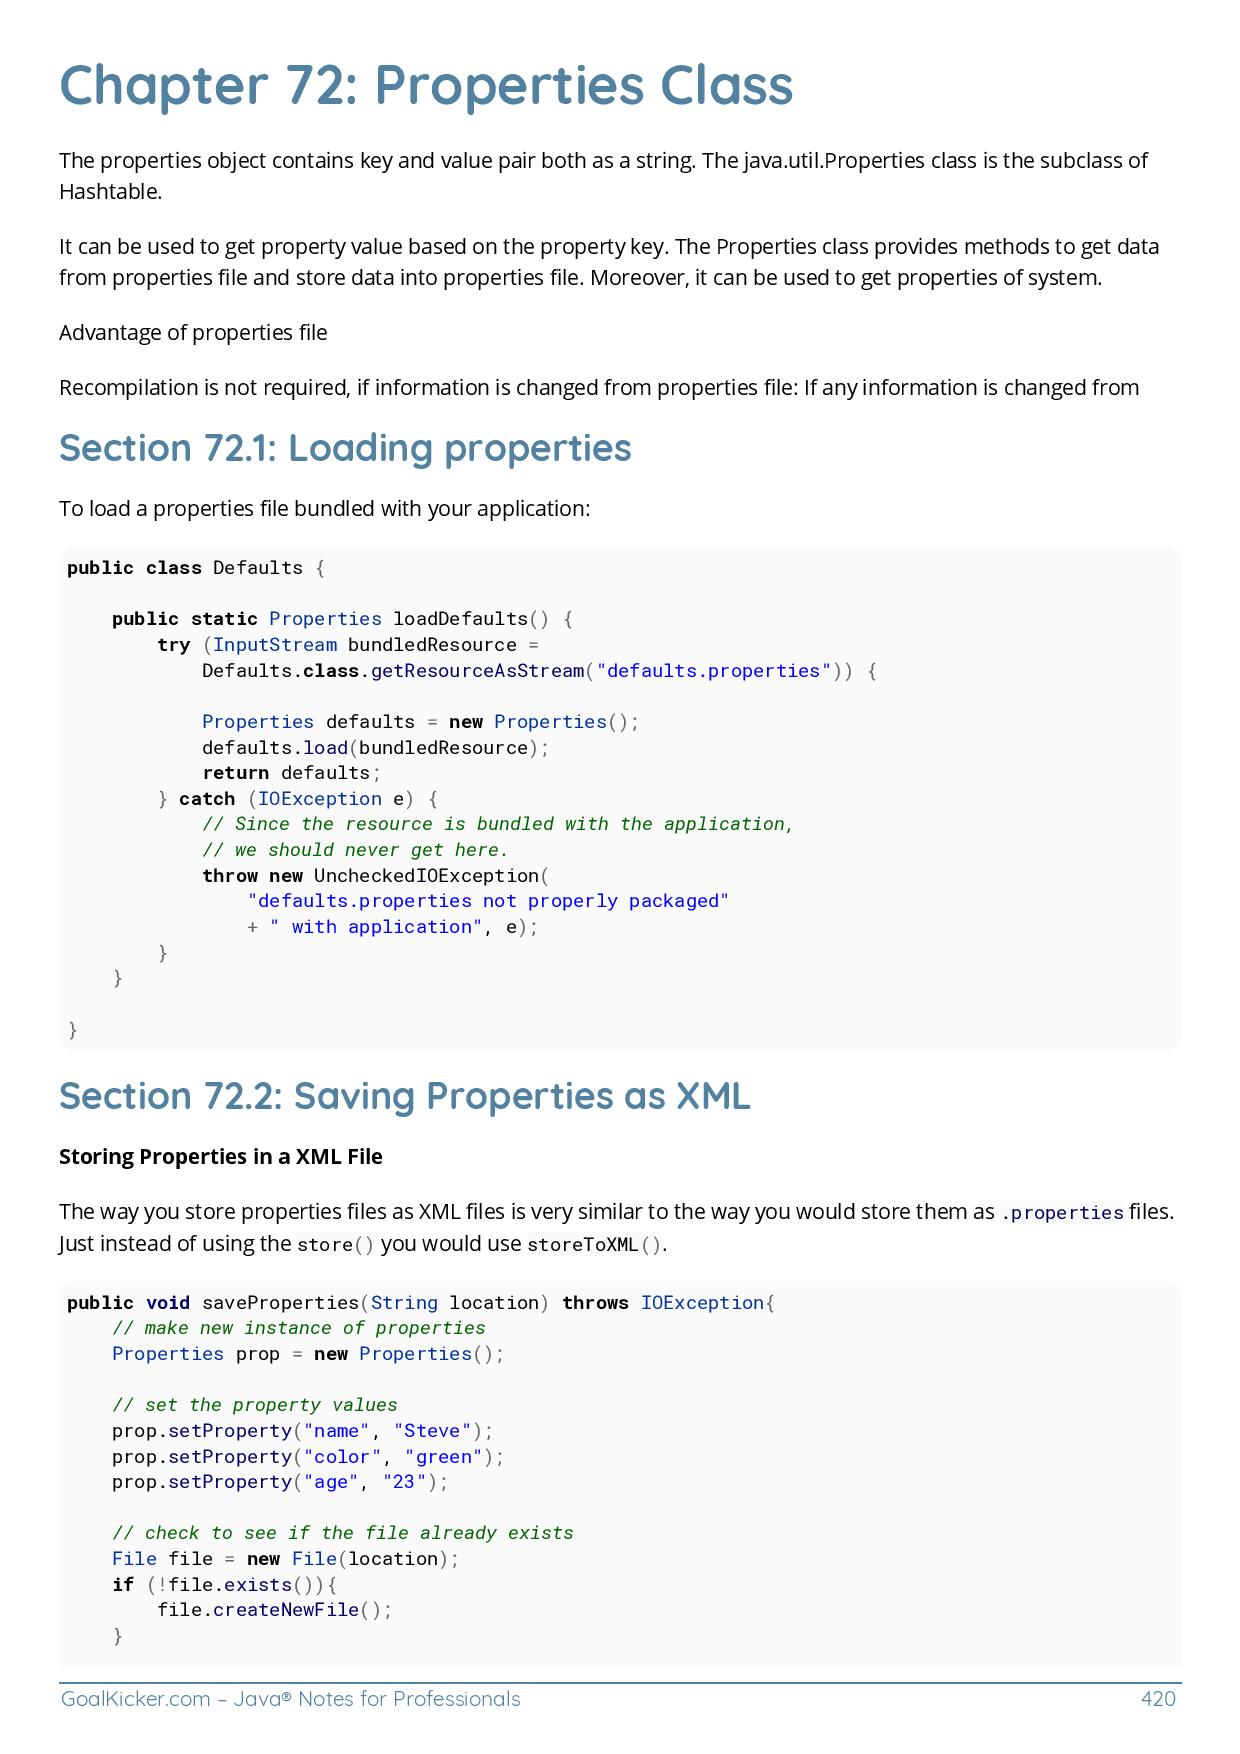 Chapter 72: Properties Class
The properties object contains key and value pair both as a string. The java.util.Properties class is the subclass of
Hashtable.
It can be used to get property value based on the property key. The Properties class provides methods to get data
from properties file and store data into properties file. Moreover, it can be used to get properties of system.
Advantage of properties file
Recompilation is not required, if information is changed from properties file: If any information is changed from
Section 72.1: Loading properties
To load a properties file bundled with your application:
public class Defaults {
    public static Properties loadDefaults() {
        try (InputStream bundledResource =
            Defaults.class.getResourceAsStream("defaults.properties")) {
            Properties defaults = new Properties();
            defaults.load(bundledResource);
            return defaults;
        } catch (IOException e) {
            // Since the resource is bundled with the application,
            // we should never get here.
            throw new UncheckedIOException(
                "defaults.properties not properly packaged"
                + " with application", e);
        }
    }
}
Section 72.2: Saving Properties as XML
Storing Properties in a XML File
The way you store properties files as XML files is very similar to the way you would store them as .properties files.
Just instead of using the store() you would use storeToXML().
public void saveProperties(String location) throws IOException{
    // make new instance of properties
    Properties prop = new Properties();
    // set the property values
    prop.setProperty("name", "Steve");
    prop.setProperty("color", "green");
    prop.setProperty("age", "23");
    // check to see if the file already exists
    File file = new File(location);
    if (!file.exists()){
        file.createNewFile();
    }
GoalKicker.com – Java® Notes for Professionals 420